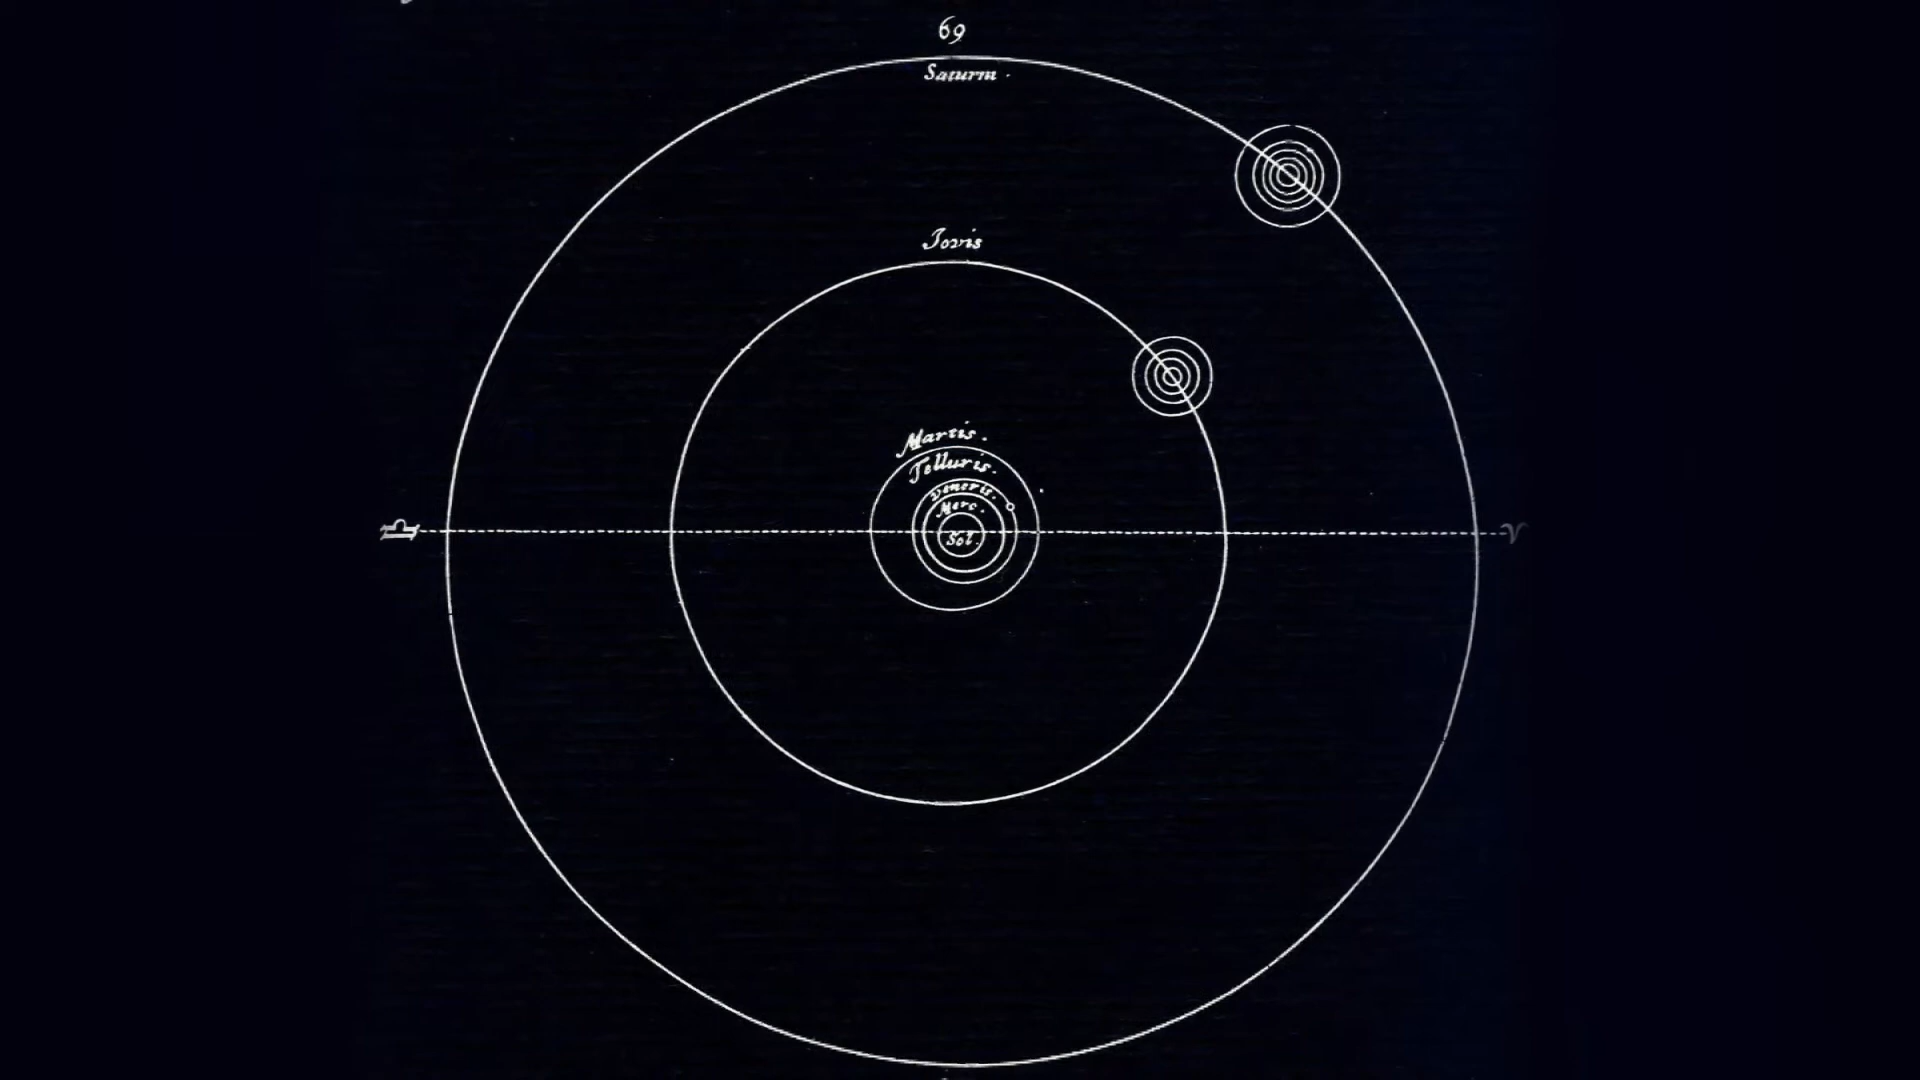 69
Saturni
Jovis
Martis.
Telluris.
Veneris.
Merc.
♎ ♈
Sol.